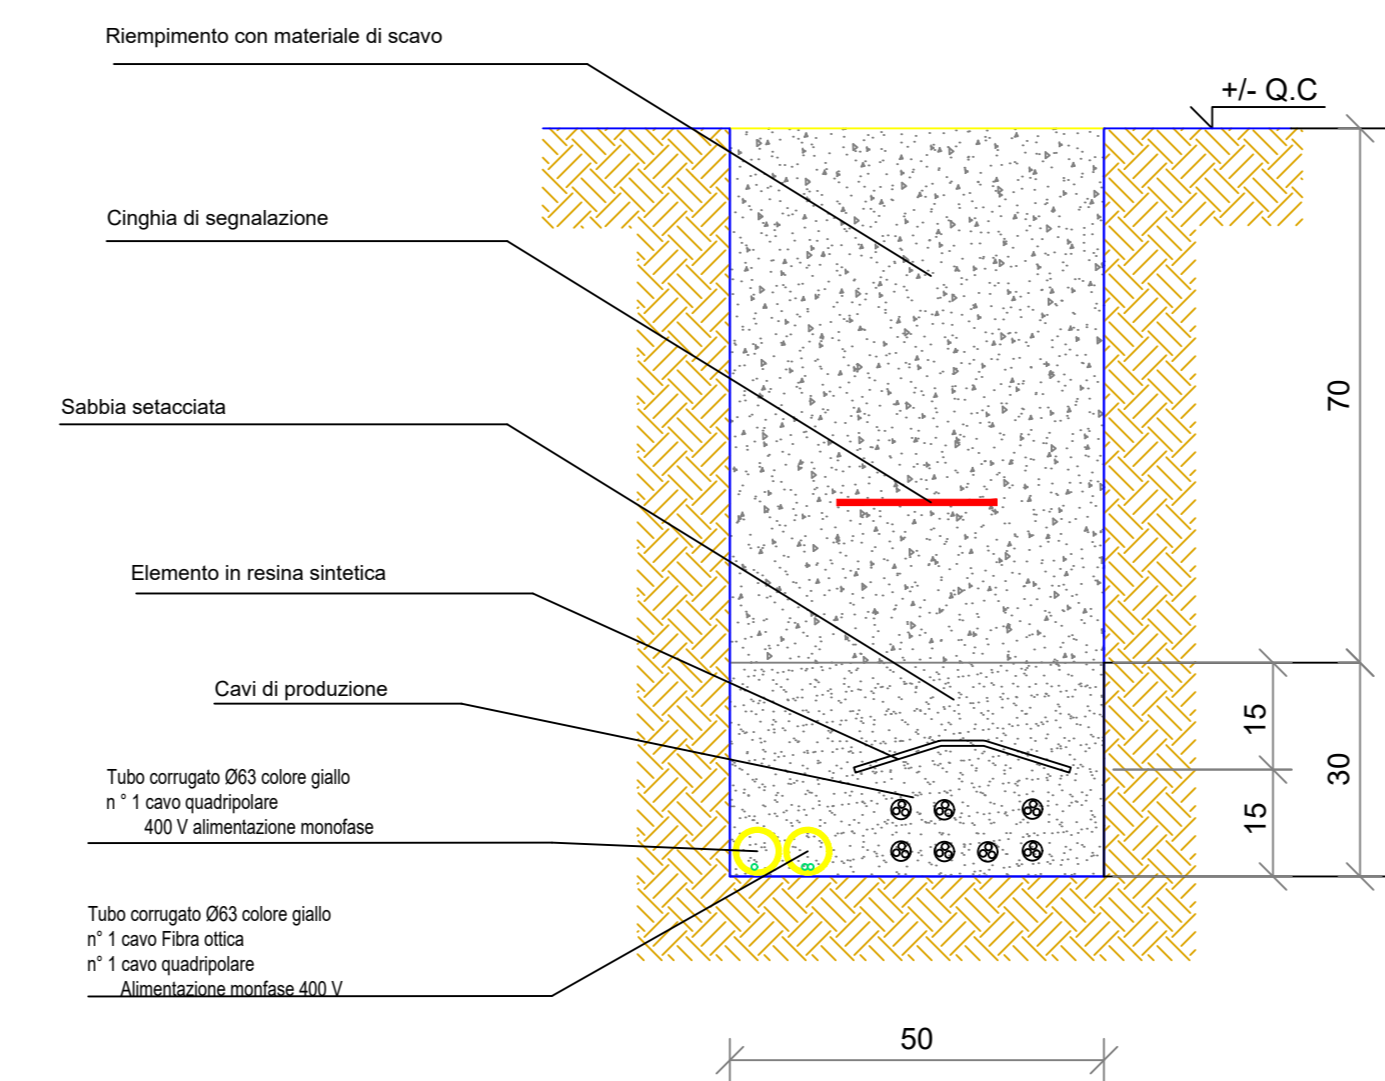 Riempimento con materiale di scavo
+/- Q.C
Cinghia di segnalazione
70
Sabbia setacciata
Elemento in resina sintetica
Cavi di produzione
15
30
15
Tubo corrugato Ø63 colore giallo
n ° 1 cavo quadripolare
400 V alimentazione monofase
Tubo corrugato Ø63 colore giallo
n° 1 cavo Fibra ottica
n° 1 cavo quadripolare
Alimentazione monfase 400 V
50